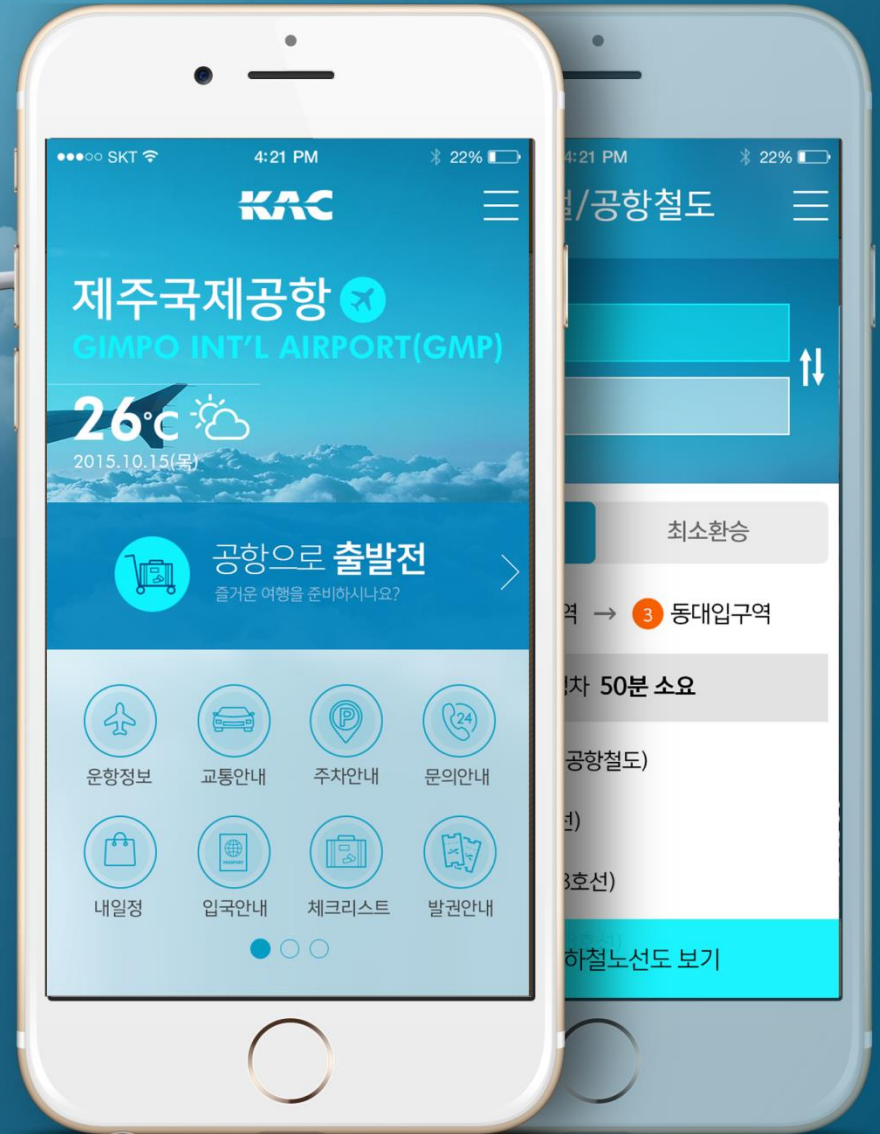 SKT
4:21 PM
22%
KAC
제주국제공항
GIMPO INT'L AIRPORT(GMP)
26°C
2015.10.15(목)
공항으로 출발전
즐거운 여행을 준비하시나요?
운항정보
교통안내
주차안내
P
문의안내
24
내일정
입국안내
PASSPORT
체크리스트
발권안내
4:21 PM
22%
/공항철도
최소환승
역 → 3 동대입구역
차 50분 소요
공항철도)
3호선)
하철노선도 보기